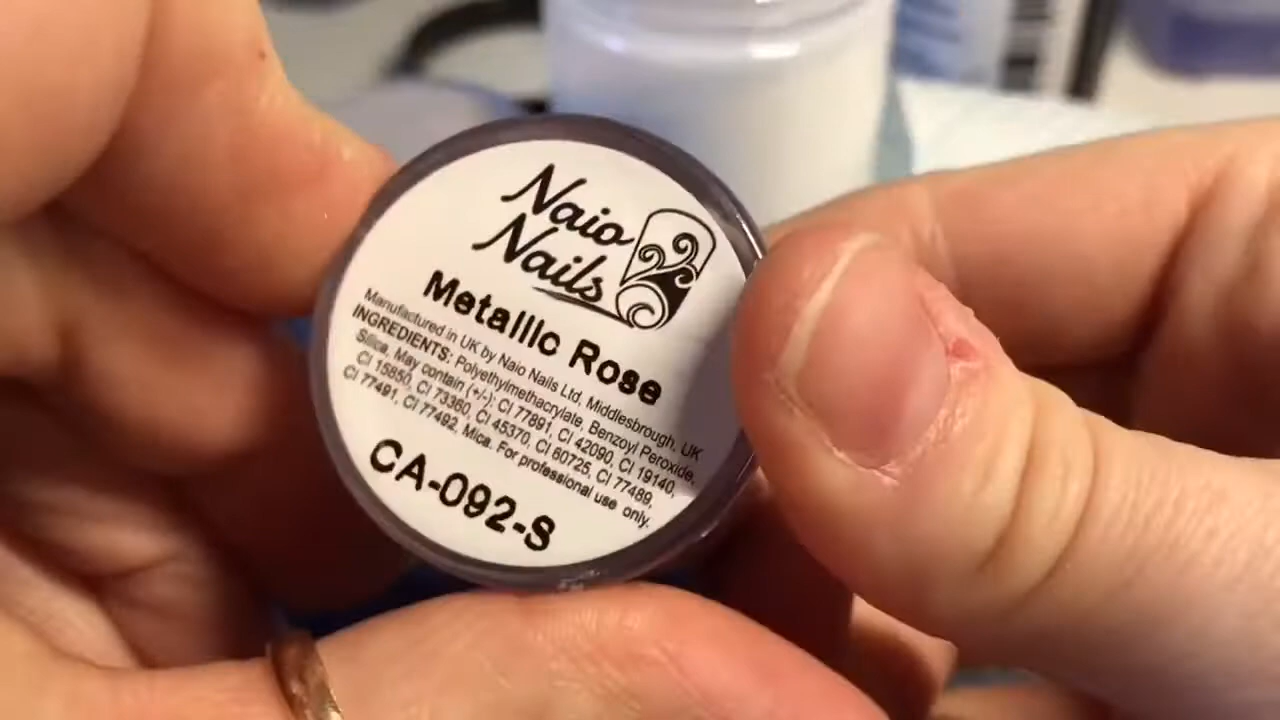 Naio
Nails
Metallic Rose
Manufactured in UK by Naio Nails Ltd. Middlesbrough, UK
INGREDIENTS: Polyethylmethacrylate, Benzoyl Peroxide,
Silica, May contain (+/-): CI 77891, CI 42090, CI 19140,
CI 15850, CI 73360, CI 45370, CI 60725, CI 77489,
CI 77491, CI 77492, Mica. For professional use only.
CA-092-S